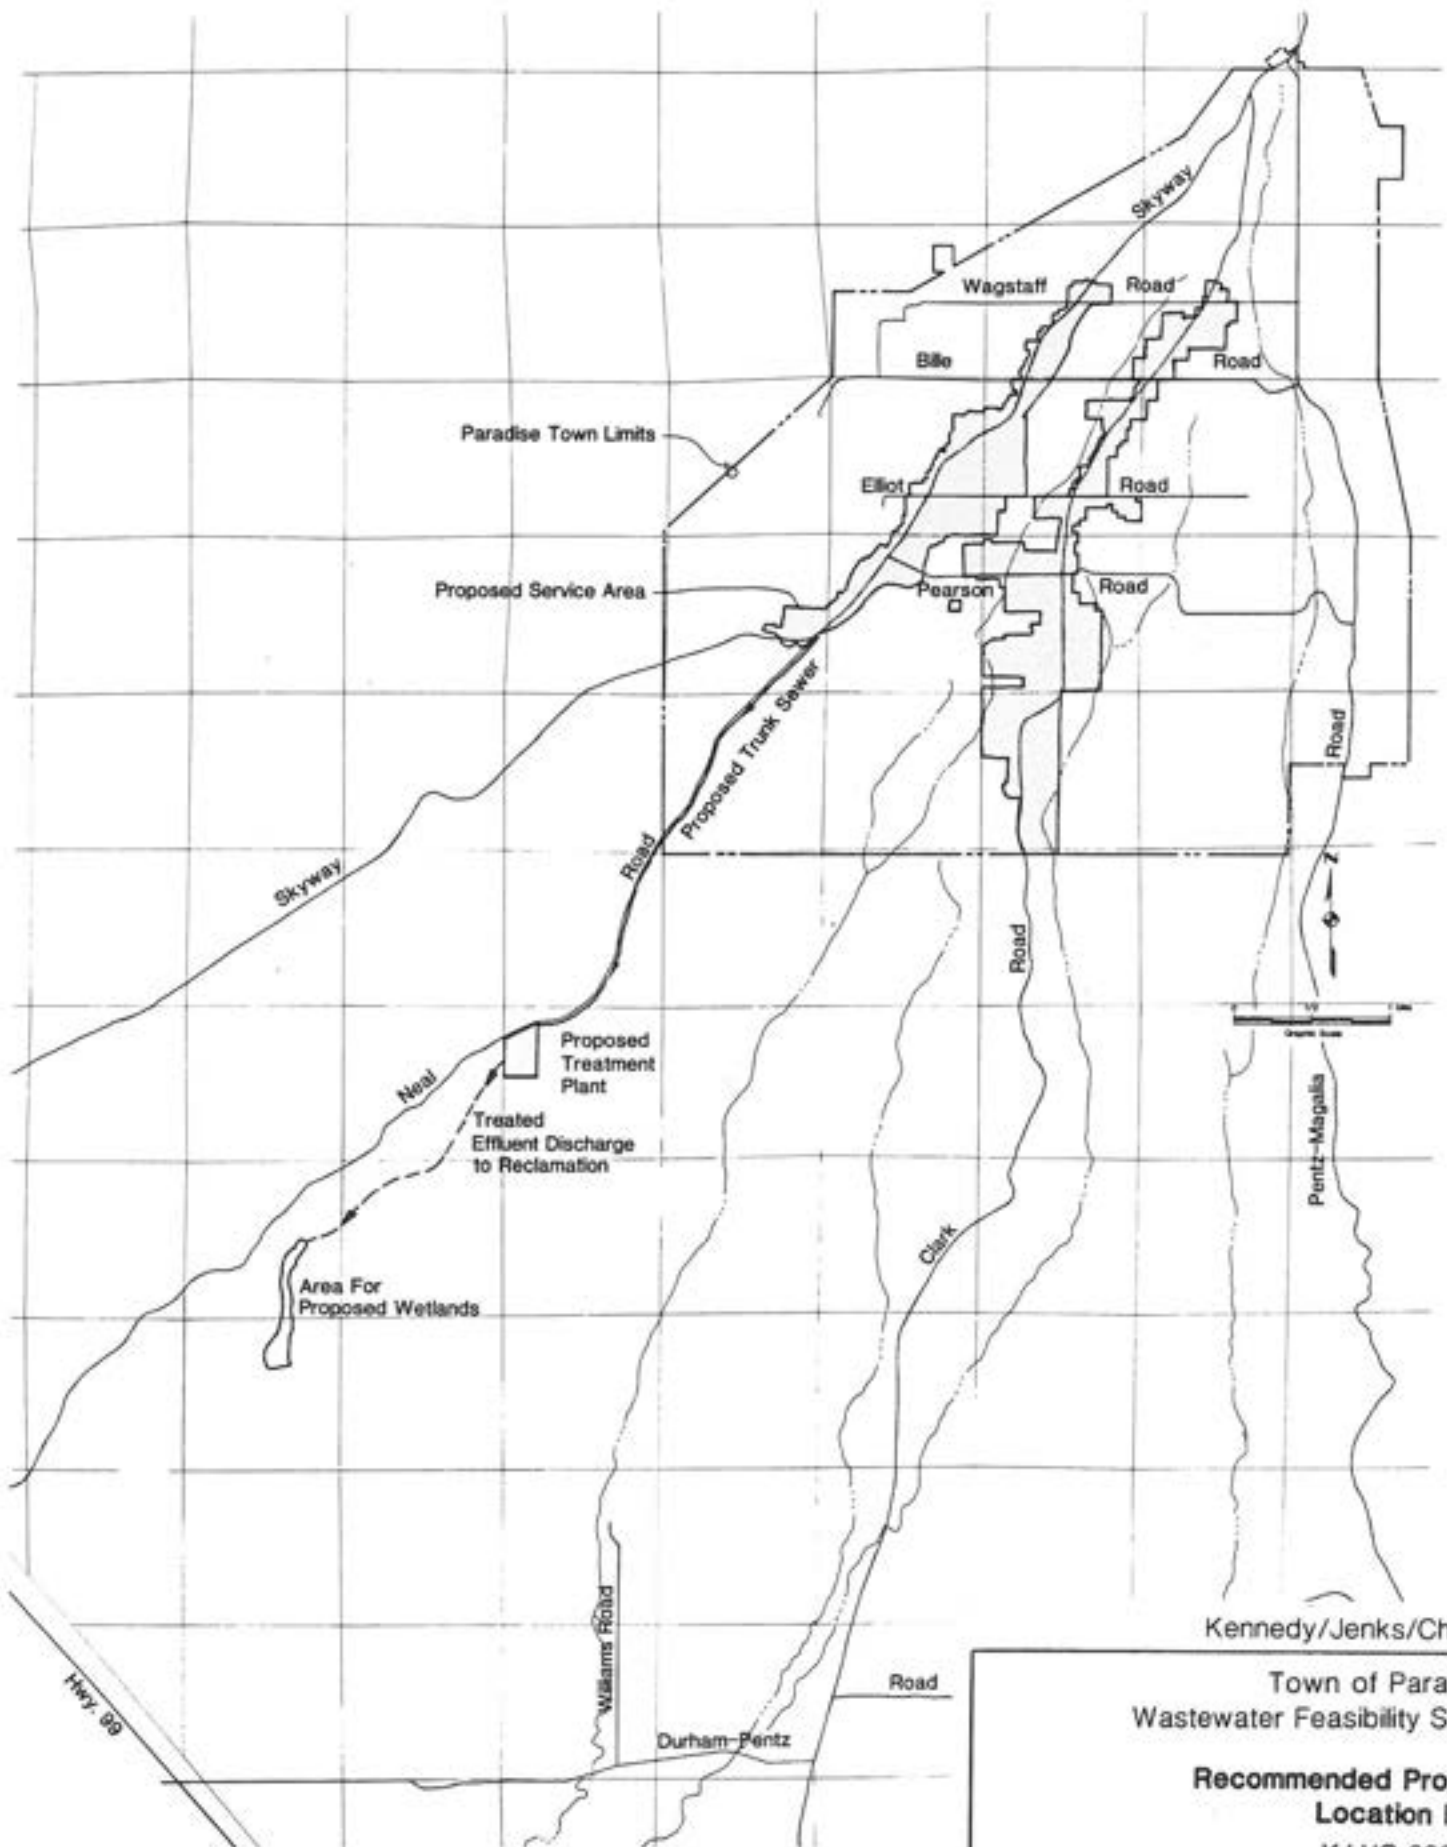 Skyway
Wagstaff Road
Bille Road
Paradise Town Limits
Elliot Road
Proposed Service Area
Pearson Road
Proposed Trunk Sewer
Road
Road
Skyway
Road
N
Proposed
Treatment
Plant
Neal
Treated
Effluent Discharge
to Reclamation
Pentz-Magalia
Clark
Area For
Proposed Wetlands
Graphic Scale
Williams Road
Hwy. 99
Road
Durham-Pentz
Kennedy/Jenks/Ch
Town of Para
Wastewater Feasibility S
Recommended Pro
Location